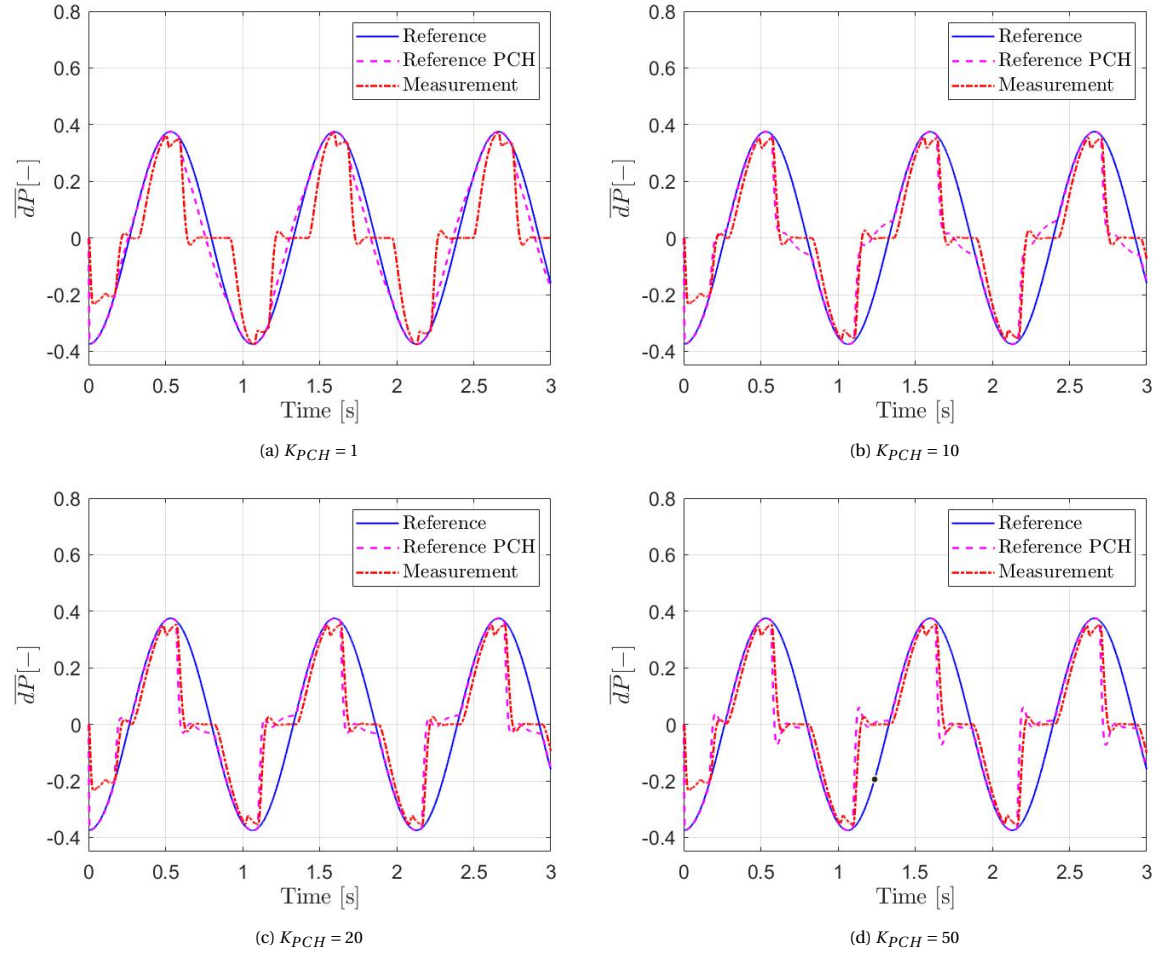 0.8
0.6
0.4
0.2
0
-0.2
-0.4
dP[−]
Reference
Reference PCH
Measurement
0 0.5 1 1.5 2 2.5 3
Time [s]
(a) K_PCH = 1
0.8
0.6
0.4
0.2
0
-0.2
-0.4
dP[−]
Reference
Reference PCH
Measurement
0 0.5 1 1.5 2 2.5 3
Time [s]
(b) K_PCH = 10
0.8
0.6
0.4
0.2
0
-0.2
-0.4
dP[−]
Reference
Reference PCH
Measurement
0 0.5 1 1.5 2 2.5 3
Time [s]
(c) K_PCH = 20
0.8
0.6
0.4
0.2
0
-0.2
-0.4
dP[−]
Reference
Reference PCH
Measurement
0 0.5 1 1.5 2 2.5 3
Time [s]
(d) K_PCH = 50